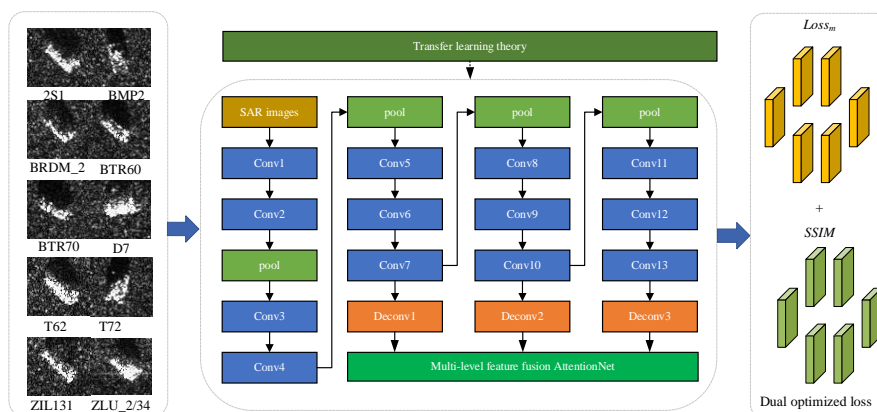 2S1
BMP2
BRDM_2
BTR60
BTR70
D7
T62
T72
ZIL131
ZLU_2/34
Transfer learning theory
SAR images
Conv1
Conv2
pool
Conv3
Conv4
pool
Conv5
Conv6
Conv7
Deconv1
pool
Conv8
Conv9
Conv10
Deconv2
pool
Conv11
Conv12
Conv13
Deconv3
Multi-level feature fusion AttentionNet
Loss_m
+
SSIM
Dual optimized loss